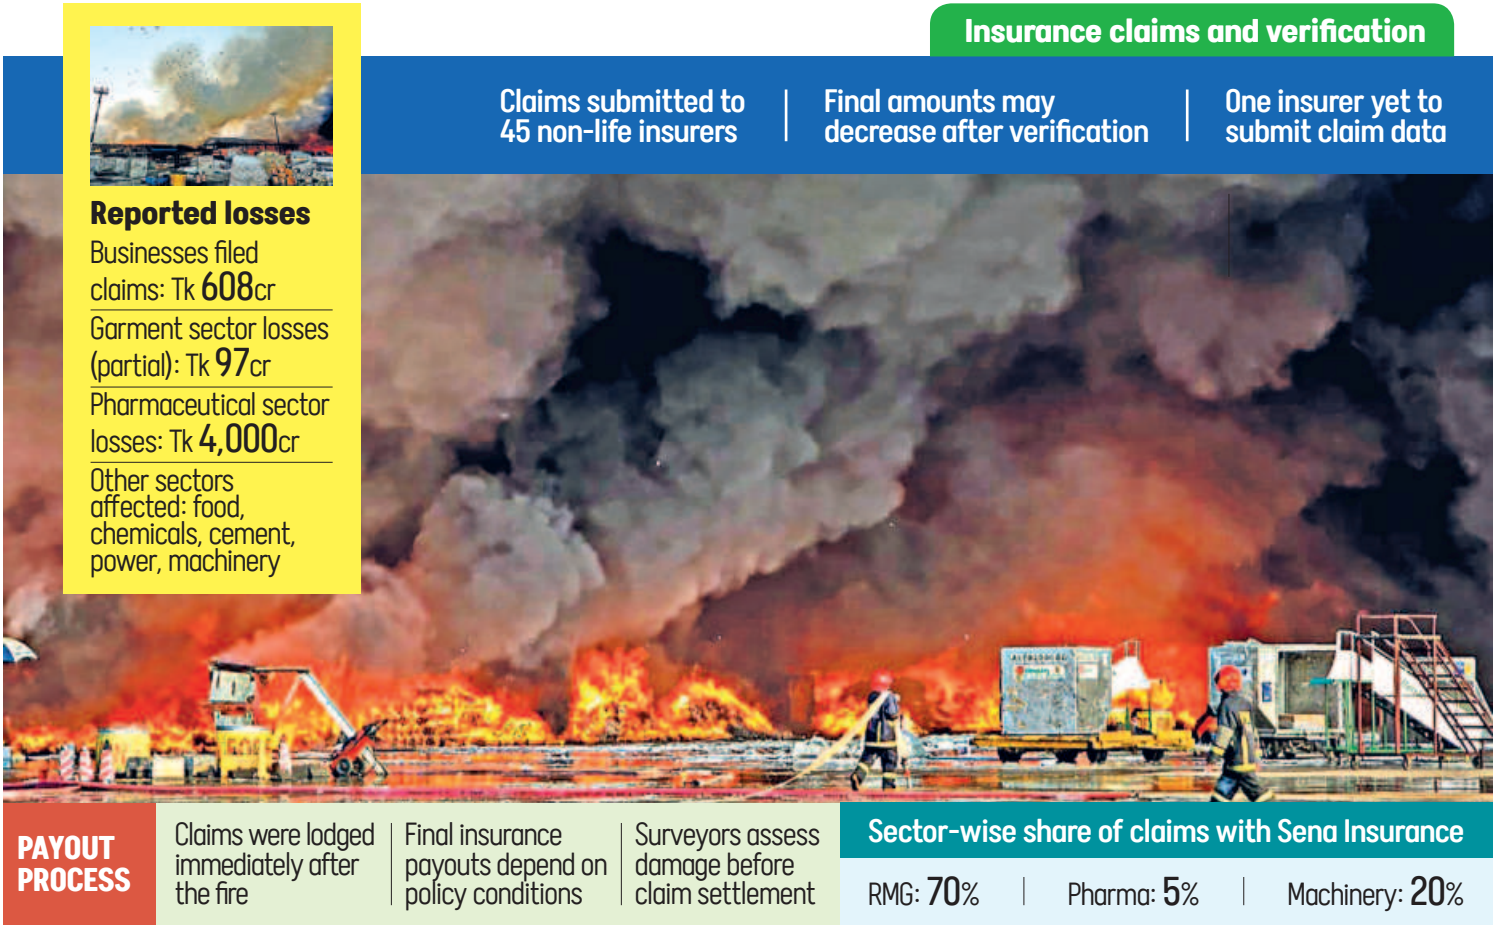 Insurance claims and verification
Claims submitted to
45 non-life insurers
Final amounts may
decrease after verification
One insurer yet to
submit claim data
Reported losses
Businesses filed
claims: Tk 608cr
Garment sector losses
(partial): Tk 97cr
Pharmaceutical sector
losses: Tk 4,000cr
Other sectors
affected: food,
chemicals, cement,
power, machinery
PAYOUT
PROCESS
Claims were lodged
immediately after
the fire
Final insurance
payouts depend on
policy conditions
Surveyors assess
damage before
claim settlement
Sector-wise share of claims with Sena Insurance
RMG: 70%
Pharma: 5%
Machinery: 20%